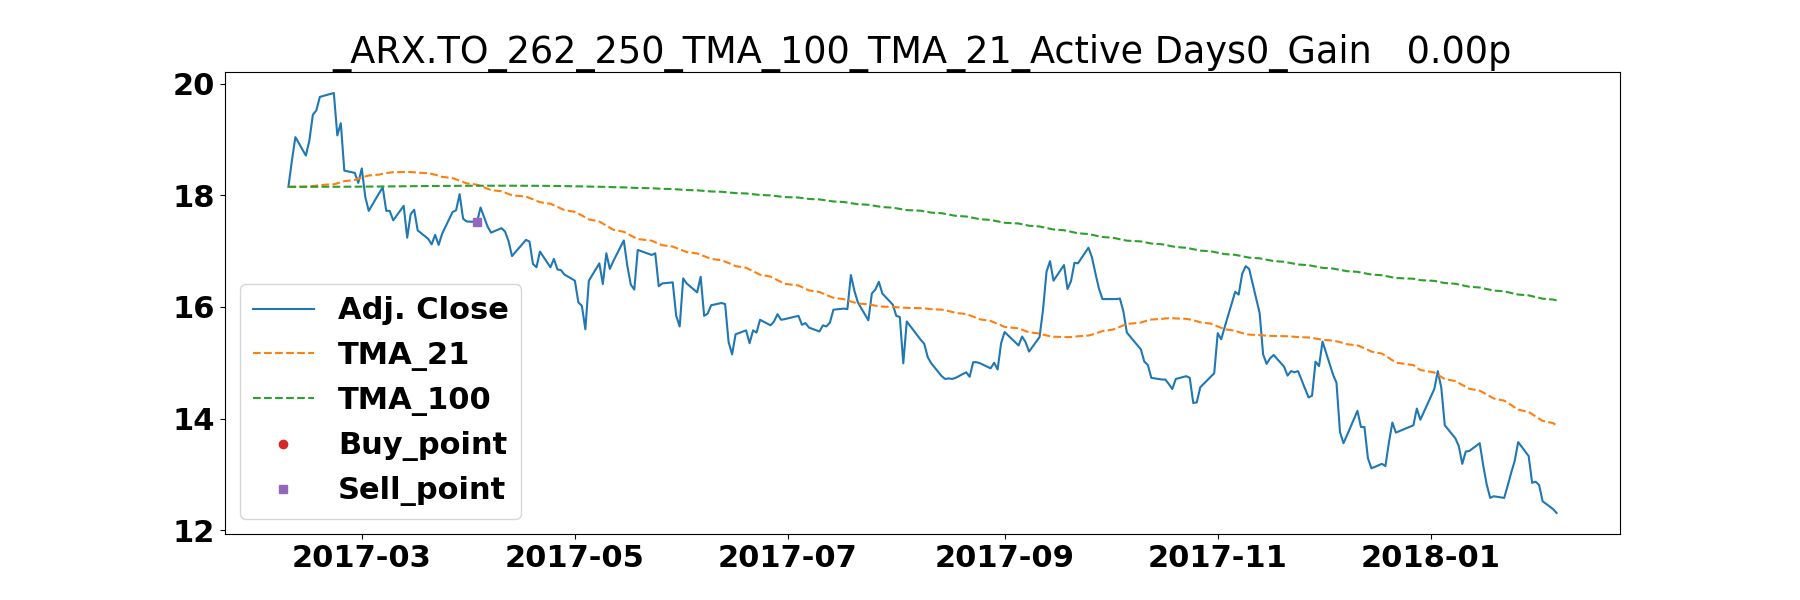 _ARX.TO_262_250_TMA_100_TMA_21_Active Days0_Gain   0.00p
20
18
16
14
12
Adj. Close
TMA_21
TMA_100
Buy_point
Sell_point
2017-03 2017-05 2017-07 2017-09 2017-11 2018-01